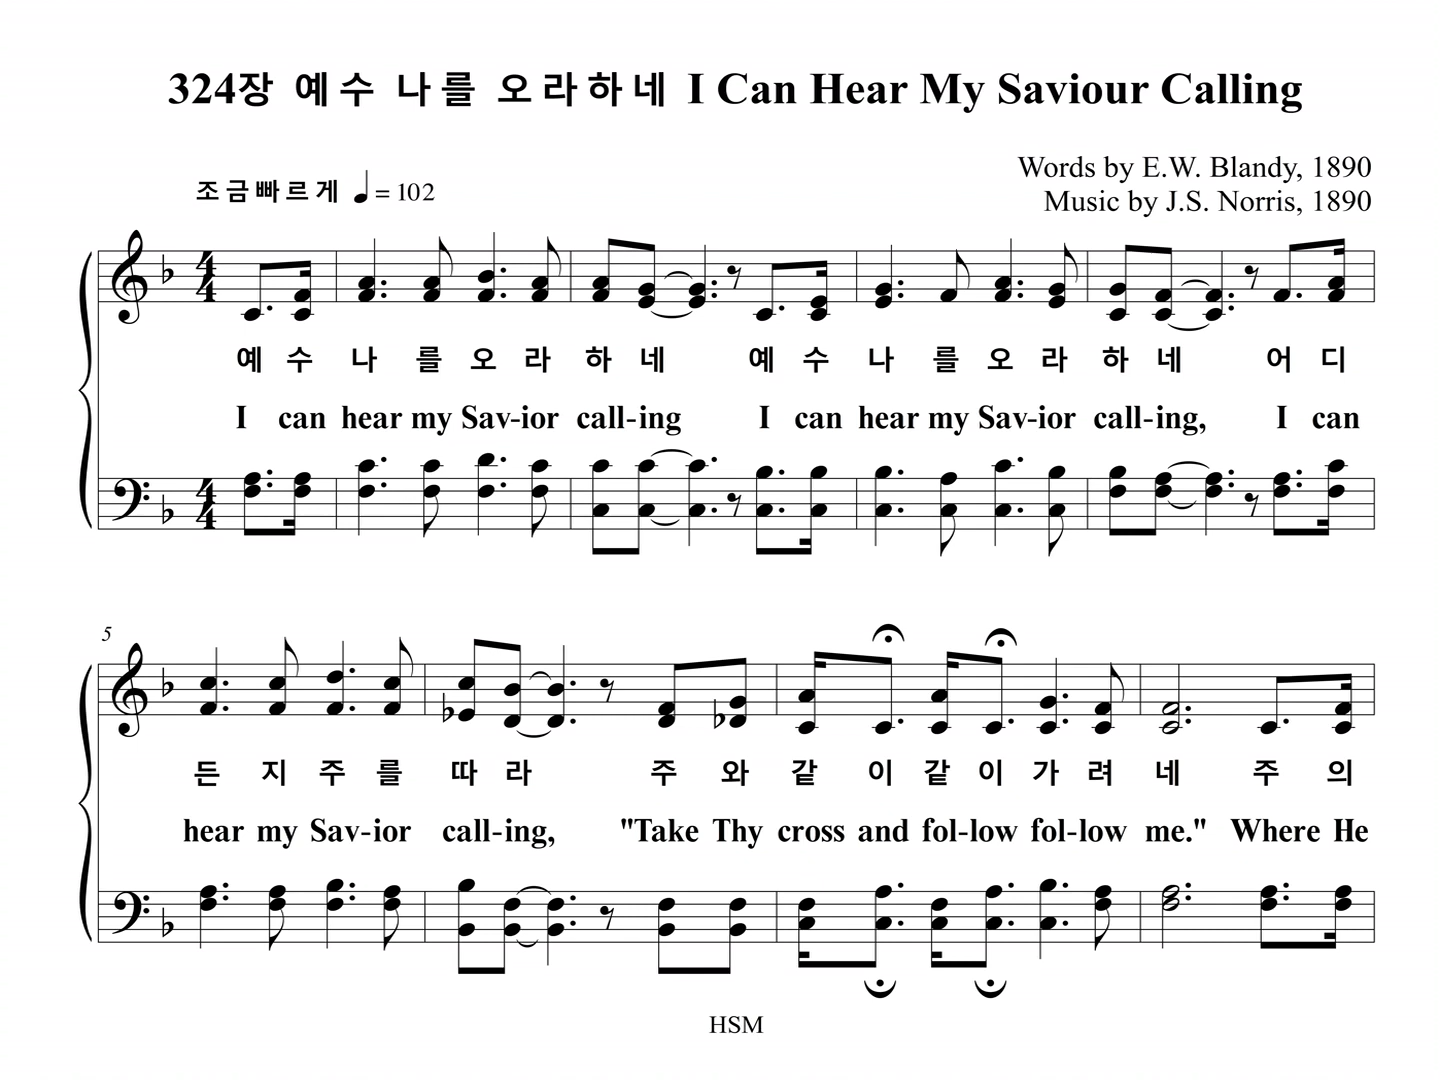 324장 예수 나를 오라하네 I Can Hear My Saviour Calling
Words by E.W. Blandy, 1890
조금빠르게 ♩ = 102
Music by J.S. Norris, 1890
예 수 나 를 오 라 하 네 예 수 나 를 오 라 하 네 어 디
I can hear my Sav-ior call-ing I can hear my Sav-ior call-ing, I can
5
든 지 주 를 따 라 주 와 같 이 같 이 가 려 네 주 의
hear my Sav-ior call-ing, "Take Thy cross and fol-low fol-low me." Where He
HSM